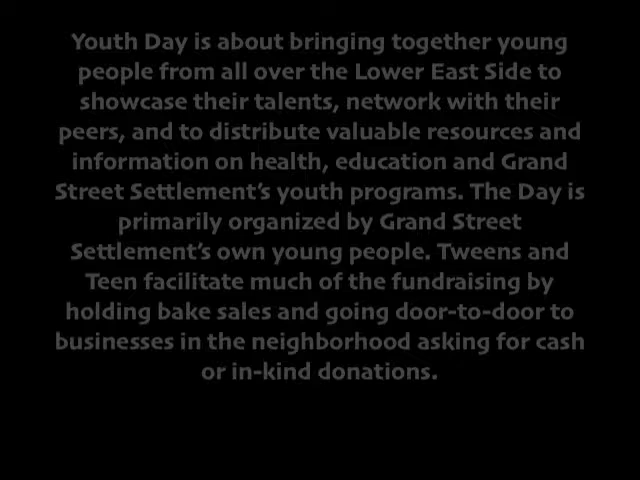 Youth Day is about bringing together young
people from all over the Lower East Side to
showcase their talents, network with their
peers, and to distribute valuable resources and
information on health, education and Grand
Street Settlement's youth programs. The Day is
primarily organized by Grand Street
Settlement's own young people. Tweens and
Teen facilitate much of the fundraising by
holding bake sales and going door-to-door to
businesses in the neighborhood asking for cash
or in-kind donations.